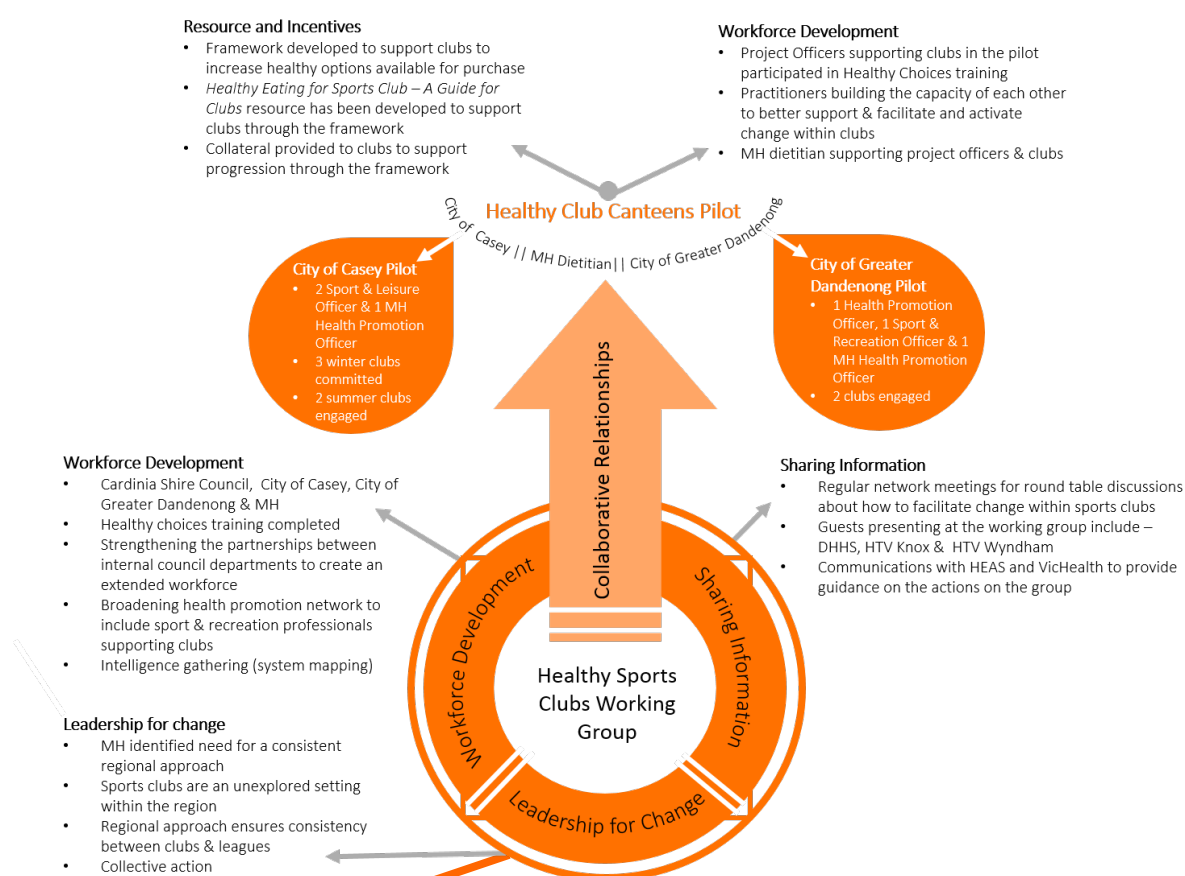 Resource and Incentives
• Framework developed to support clubs to
increase healthy options available for purchase
• Healthy Eating for Sports Club – A Guide for
Clubs resource has been developed to support
clubs through the framework
• Collateral provided to clubs to support
progression through the framework
Workforce Development
• Project Officers supporting clubs in the pilot
participated in Healthy Choices training
• Practitioners building the capacity of each other
to better support & facilitate and activate
change within clubs
• MH dietitian supporting project officers & clubs
Healthy Club Canteens Pilot
City of Casey || MH Dietitian|| City of Greater Dandenong
City of Casey Pilot
• 2 Sport & Leisure
Officer & 1 MH
Health Promotion
Officer
• 3 winter clubs
committed
• 2 summer clubs
engaged
City of Greater
Dandenong Pilot
• 1 Health Promotion
Officer, 1 Sport &
Recreation Officer & 1
MH Health Promotion
Officer
• 2 clubs engaged
Collaborative Relationships
Workforce Development
• Cardinia Shire Council, City of Casey, City of
Greater Dandenong & MH
• Healthy choices training completed
• Strengthening the partnerships between
internal council departments to create an
extended workforce
• Broadening health promotion network to
include sport & recreation professionals
supporting clubs
• Intelligence gathering (system mapping)
Sharing Information
• Regular network meetings for round table discussions
about how to facilitate change within sports clubs
• Guests presenting at the working group include –
DHHS, HTV Knox & HTV Wyndham
• Communications with HEAS and VicHealth to provide
guidance on the actions on the group
Workforce Development
Sharing Information
Healthy Sports
Clubs Working
Group
Leadership for Change
Leadership for change
• MH identified need for a consistent
regional approach
• Sports clubs are an unexplored setting
within the region
• Regional approach ensures consistency
between clubs & leagues
• Collective action